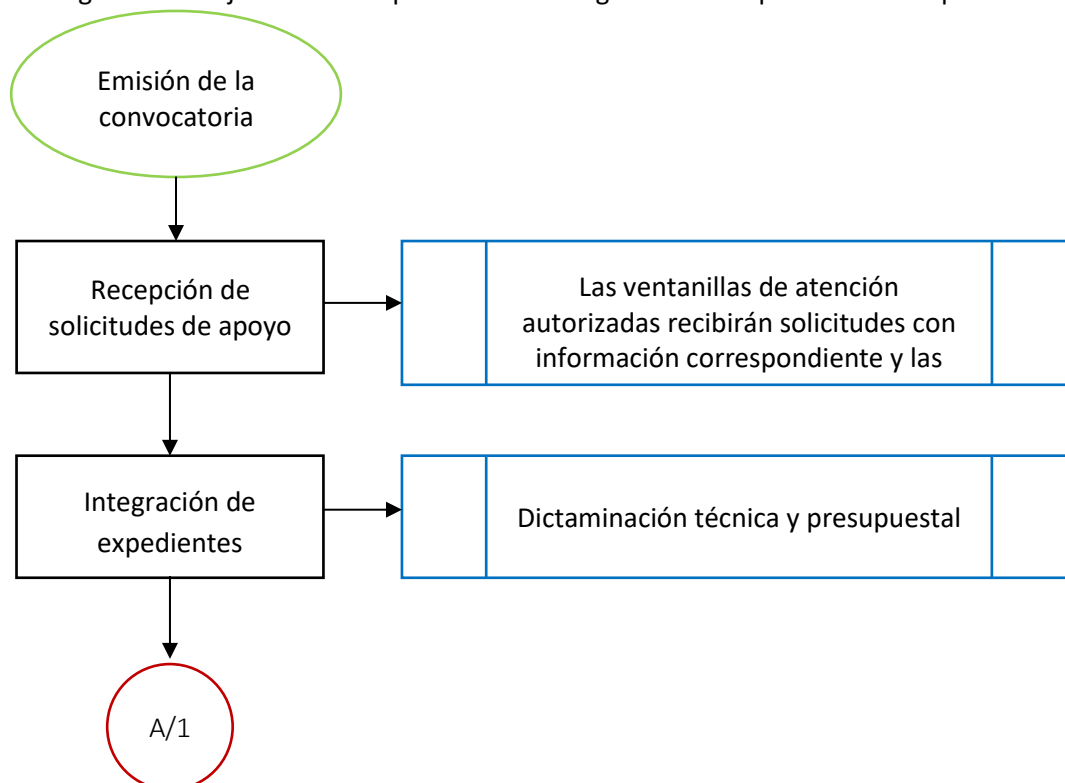 Emisión de la
convocatoria
Recepción de
solicitudes de apoyo
Las ventanillas de atención
autorizadas recibirán solicitudes con
información correspondiente y las
Integración de
expedientes
Dictaminación técnica y presupuestal
A/1